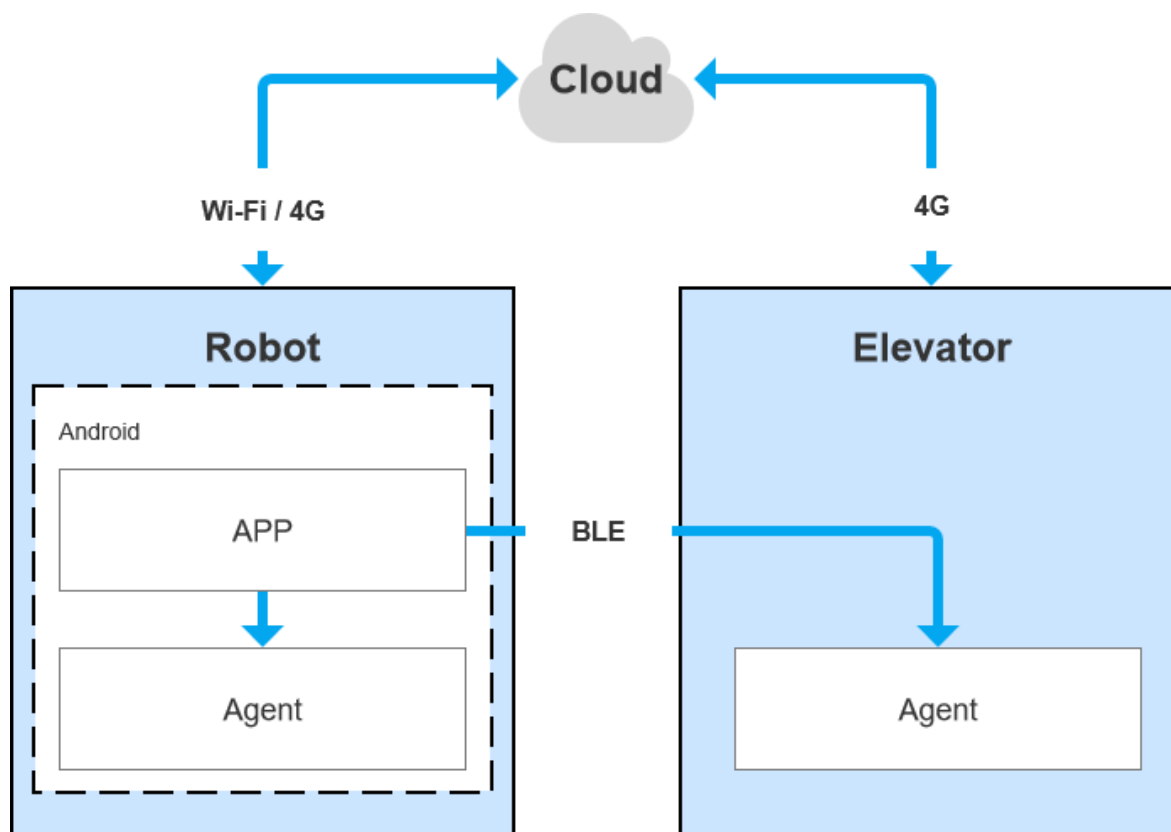 Cloud
Wi-Fi / 4G
4G
Robot
Elevator
Android
APP
BLE
Agent
Agent